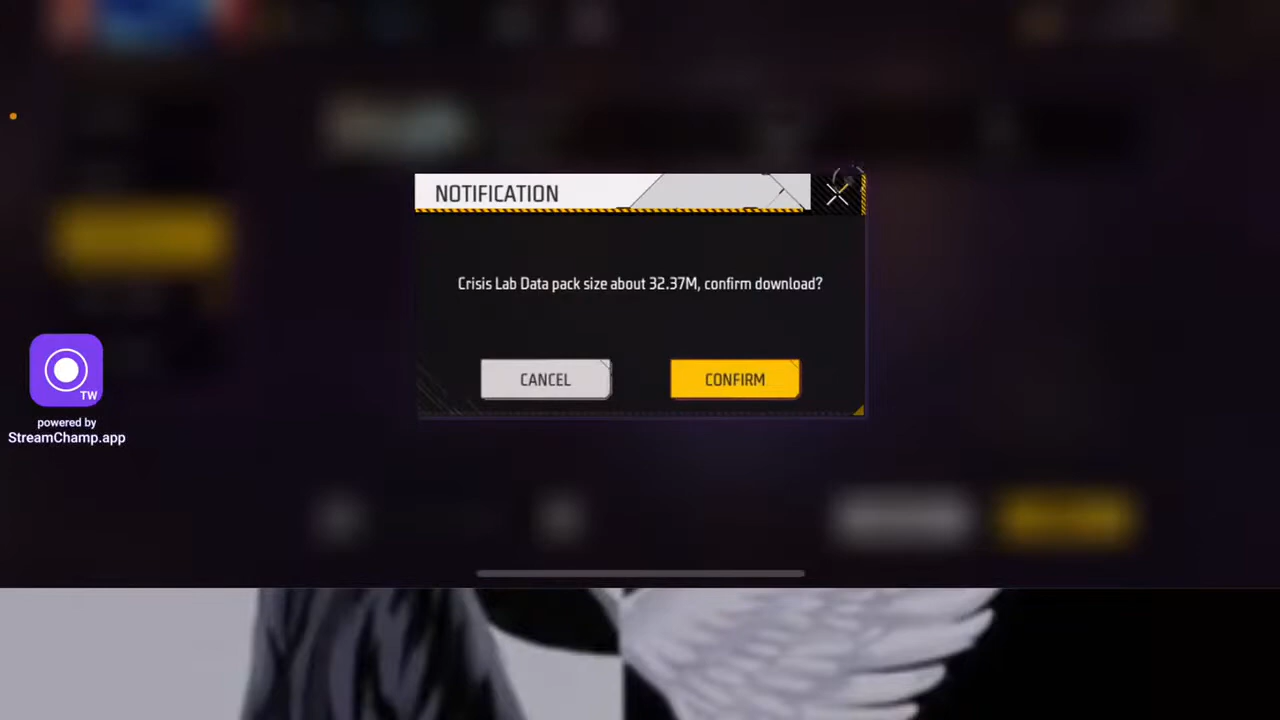 NOTIFICATION
Crisis Lab Data pack size about 32.37M, confirm download?
CANCEL
CONFIRM
TW
powered by
StreamChamp.app